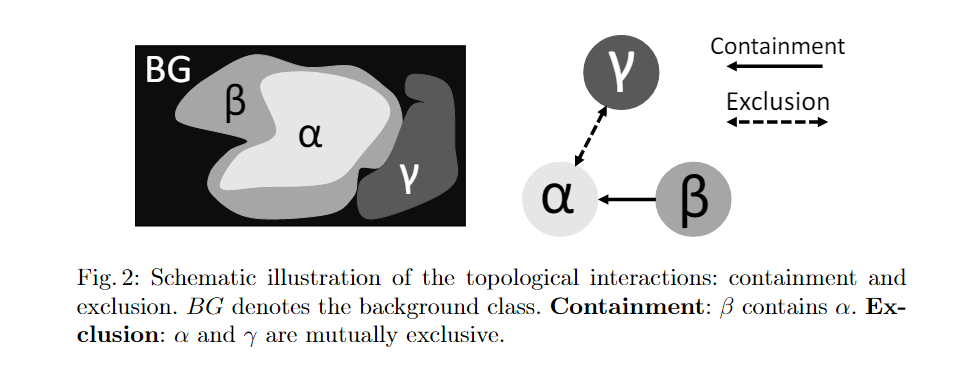 BG
β
α
γ
γ
α
β
Containment
Exclusion
Fig. 2: Schematic illustration of the topological interactions: containment and
exclusion. BG denotes the background class. Containment: β contains α. Ex-
clusion: α and γ are mutually exclusive.